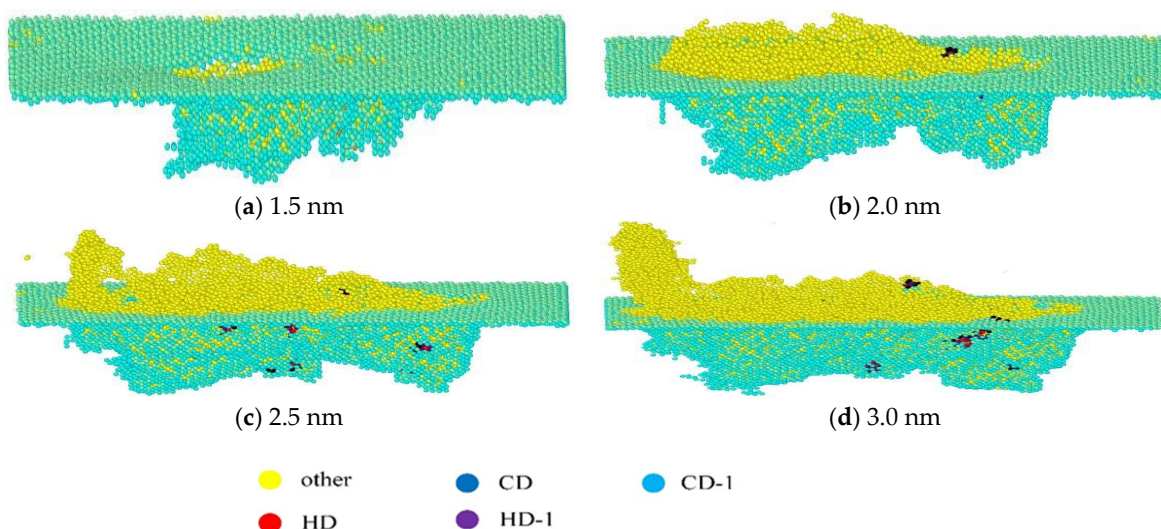 (a) 1.5 nm
(b) 2.0 nm
(c) 2.5 nm
(d) 3.0 nm
other
CD
CD-1
HD
HD-1